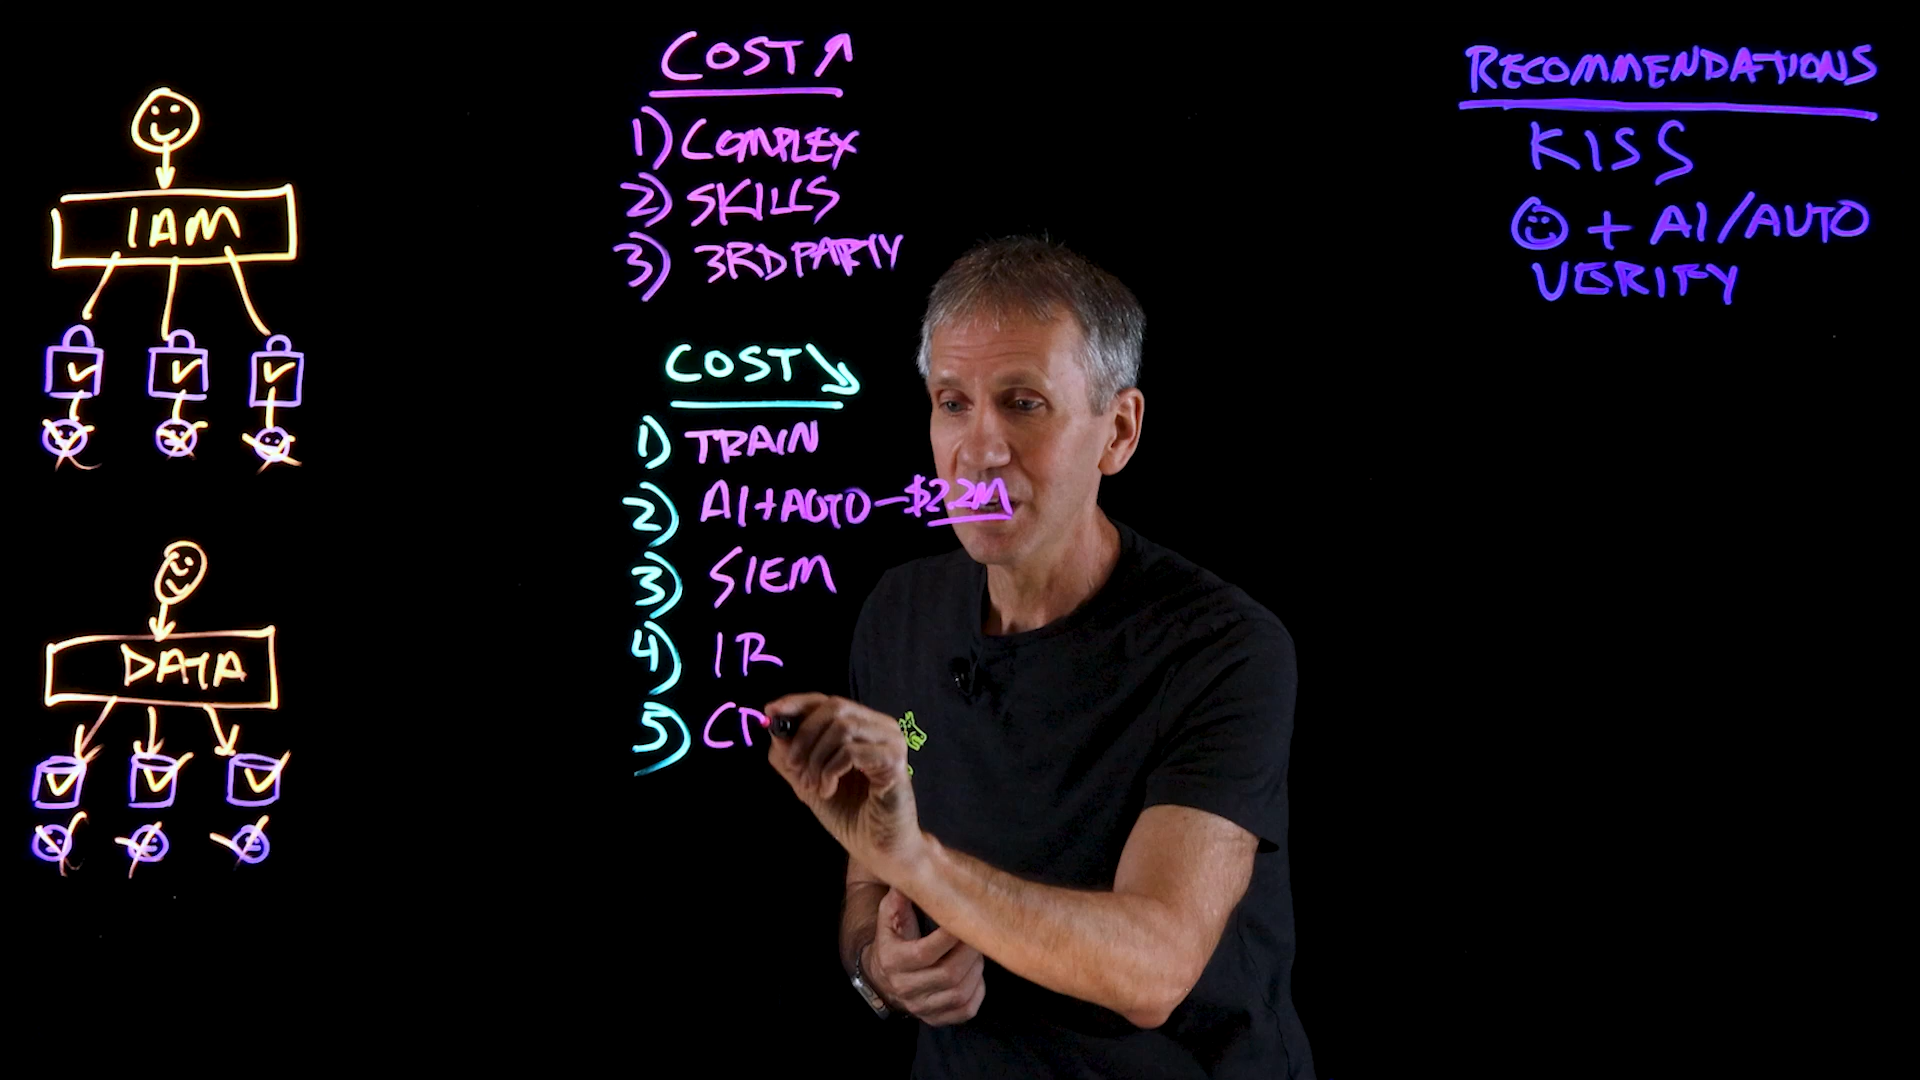 IAM
DATA
COST ↗
1) COMPLEX
2) SKILLS
3) 3RD PARTY
COST ↘
1) TRAIN
2) AI+AUTO - $2.2M
3) SIEM
4) IR
5)
RECOMMENDATIONS
KISS
+ AI/AUTO
VERIFY